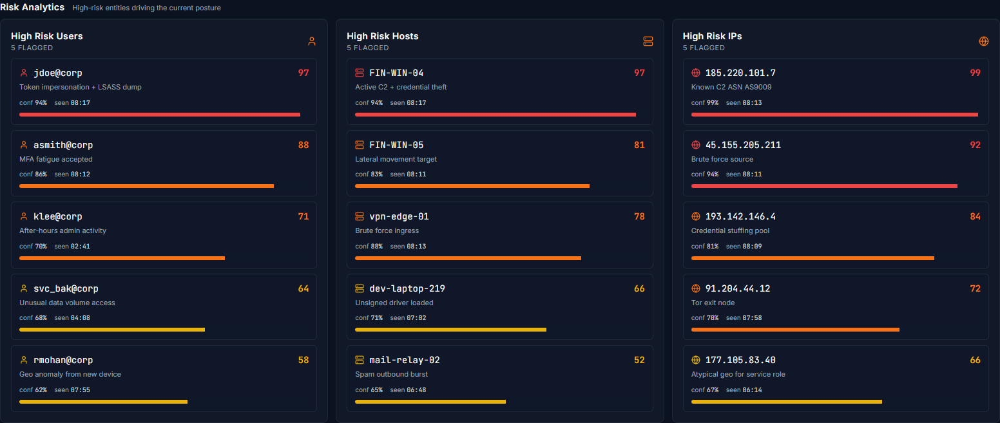 Risk Analytics High-risk entities driving the current posture
High Risk Users
5 FLAGGED
jdoe@corp 97
Token impersonation + LSASS dump
conf 94% seen 08:17
asmith@corp 88
MFA fatigue accepted
conf 86% seen 08:12
klee@corp 71
After-hours admin activity
conf 70% seen 02:41
svc_bak@corp 64
Unusual data volume access
conf 68% seen 04:08
rmohan@corp 58
Geo anomaly from new device
conf 62% seen 07:55
High Risk Hosts
5 FLAGGED
FIN-WIN-04 97
Active C2 + credential theft
conf 94% seen 08:17
FIN-WIN-05 81
Lateral movement target
conf 83% seen 08:11
vpn-edge-01 78
Brute force ingress
conf 88% seen 08:13
dev-laptop-219 66
Unsigned driver loaded
conf 71% seen 07:02
mail-relay-02 52
Spam outbound burst
conf 65% seen 06:48
High Risk IPs
5 FLAGGED
185.220.101.7 99
Known C2 ASN AS9009
conf 99% seen 08:13
45.155.205.211 92
Brute force source
conf 94% seen 08:11
193.142.146.4 84
Credential stuffing pool
conf 81% seen 08:09
91.204.44.12 72
Tor exit node
conf 70% seen 07:58
177.105.83.40 66
Atypical geo for service role
conf 67% seen 06:14